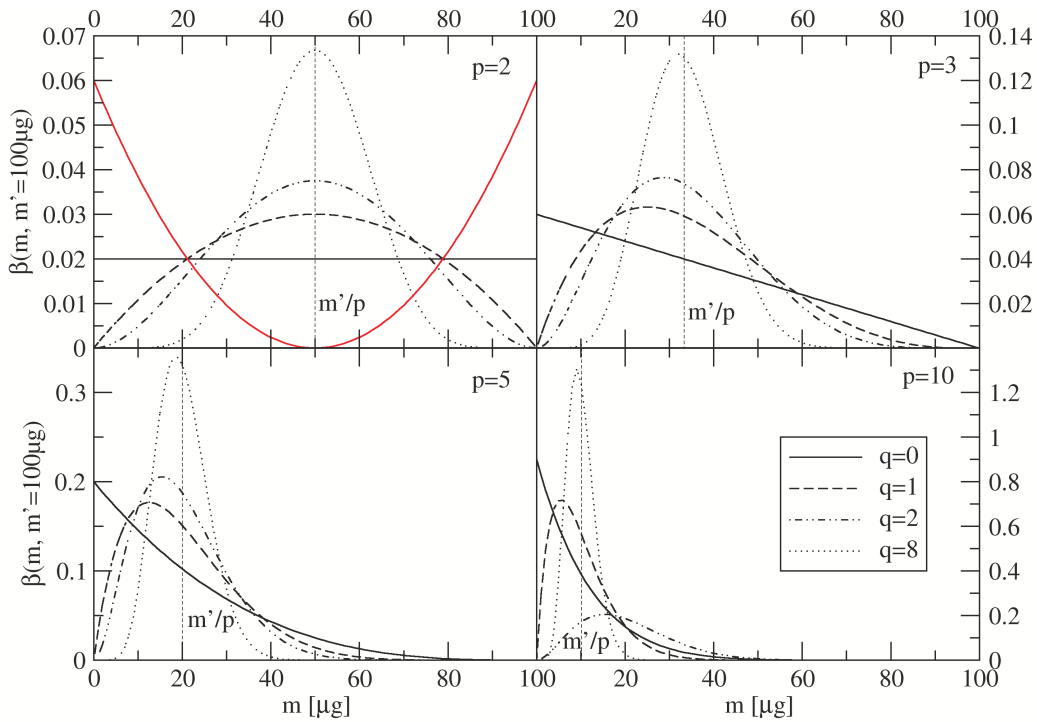 0 20 40 60 80 100 20 40 60 80 100
0.07
0.06
0.05
0.04
0.03
0.02
0.01
0
β(m, m'=100μg)
p=2
m'/p
p=3
m'/p
0.14
0.12
0.1
0.08
0.06
0.04
0.02
0.3
0.2
0.1
0
β(m, m'=100μg)
p=5
m'/p
p=10
m'/p
q=0
q=1
q=2
q=8
1.2
1
0.8
0.6
0.4
0.2
0
0 20 40 60 80 100 20 40 60 80 100
m [μg] m [μg]